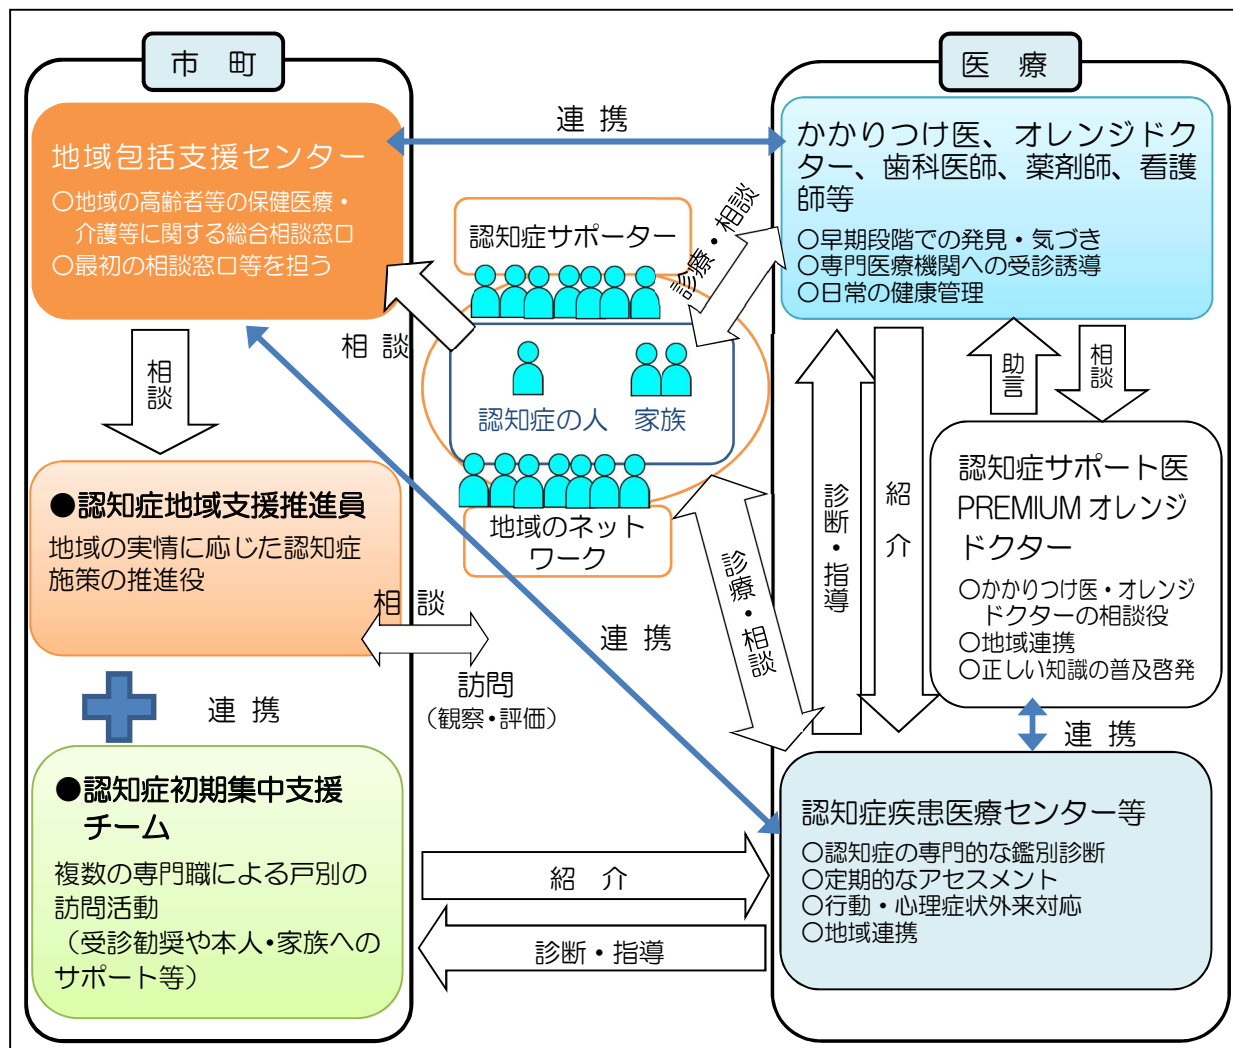 市 町
地域包括支援センター
○地域の高齢者等の保健医療・
介護等に関する総合相談窓口
○最初の相談窓口等を担う
相談
●認知症地域支援推進員
地域の実情に応じた認知症
施策の推進役
連 携
●認知症初期集中支援
チーム
複数の専門職による戸別の
訪問活動
（受診勧奨や本人・家族への
サポート等）
連 携
認知症サポーター
相 談
診療・相談
認知症の人 家族
地域のネット
ワーク
相 談
訪問
（観察・評価）
連 携
診療・相談
紹 介
診断・指導
医 療
かかりつけ医、オレンジドク
ター、歯科医師、薬剤師、看護
師等
○早期段階での発見・気づき
○専門医療機関への受診誘導
○日常の健康管理
診断・指導
紹 介
助言
相談
認知症サポート医
PREMIUM オレンジ
ドクター
○かかりつけ医・オレンジ
ドクターの相談役
○地域連携
○正しい知識の普及啓発
連 携
認知症疾患医療センター等
○認知症の専門的な鑑別診断
○定期的なアセスメント
○行動・心理症状外来対応
○地域連携